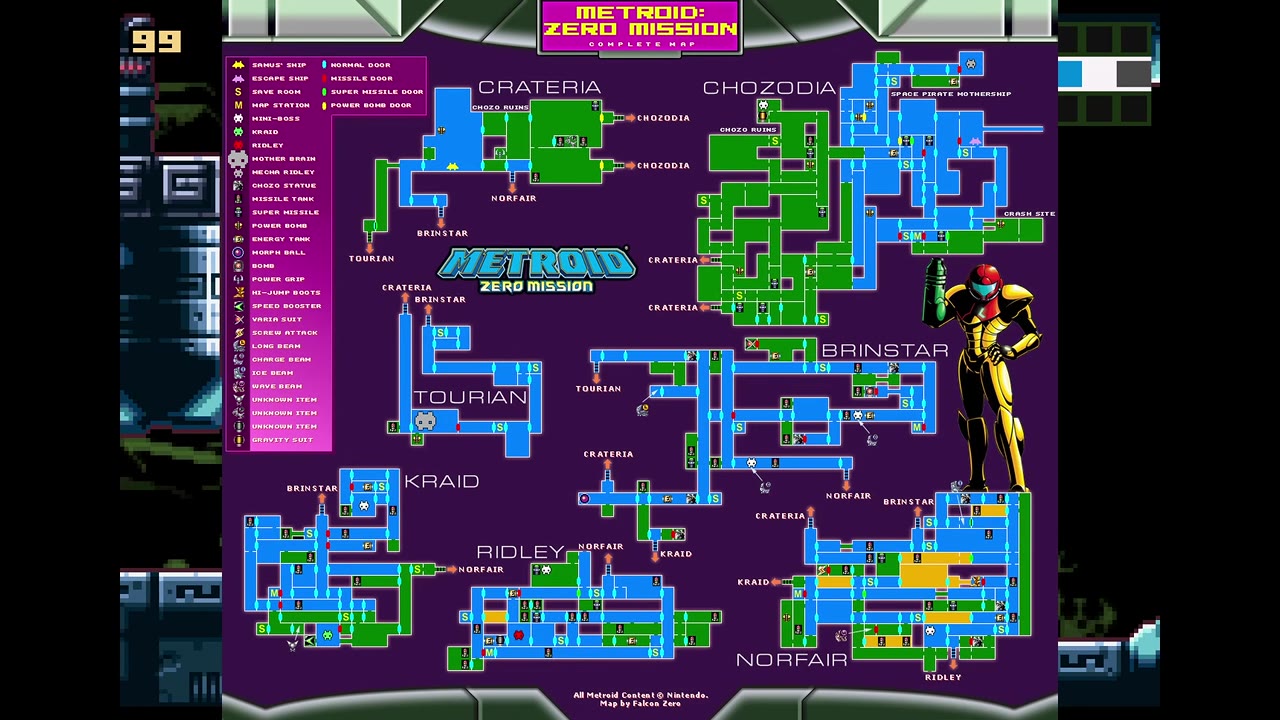 99
METROID:
ZERO MISSION
COMPLETE MAP
SAMUS' SHIP
ESCAPE SHIP
S SAVE ROOM
M MAP STATION
MINI-BOSS
KRAID
RIDLEY
MOTHER BRAIN
MECHA RIDLEY
CHOZO STATUE
MISSILE TANK
SUPER MISSILE
POWER BOMB
ENERGY TANK
MORPH BALL
BOMB
POWER GRIP
HI-JUMP BOOTS
SPEED BOOSTER
VARIA SUIT
SCREW ATTACK
LONG BEAM
CHARGE BEAM
ICE BEAM
WAVE BEAM
UNKNOWN ITEM
UNKNOWN ITEM
UNKNOWN ITEM
GRAVITY SUIT
NORMAL DOOR
MISSILE DOOR
SUPER MISSILE DOOR
POWER BOMB DOOR
CRATERIA
CHOZO RUINS
CHOZODIA
CHOZODIA
NORFAIR
BRINSTAR
TOURIAN
CHOZODIA
SPACE PIRATE MOTHERSHIP
CHOZO RUINS
CRASH SITE
CRATERIA
CRATERIA
METROID
ZERO MISSION
CRATERIA
BRINSTAR
TOURIAN
BRINSTAR
TOURIAN
CRATERIA
NORFAIR
KRAID
KRAID
BRINSTAR
NORFAIR
RIDLEY
NORFAIR
CRATERIA
BRINSTAR
KRAID
NORFAIR
RIDLEY
All Metroid Content © Nintendo.
Map by Falcon Zero